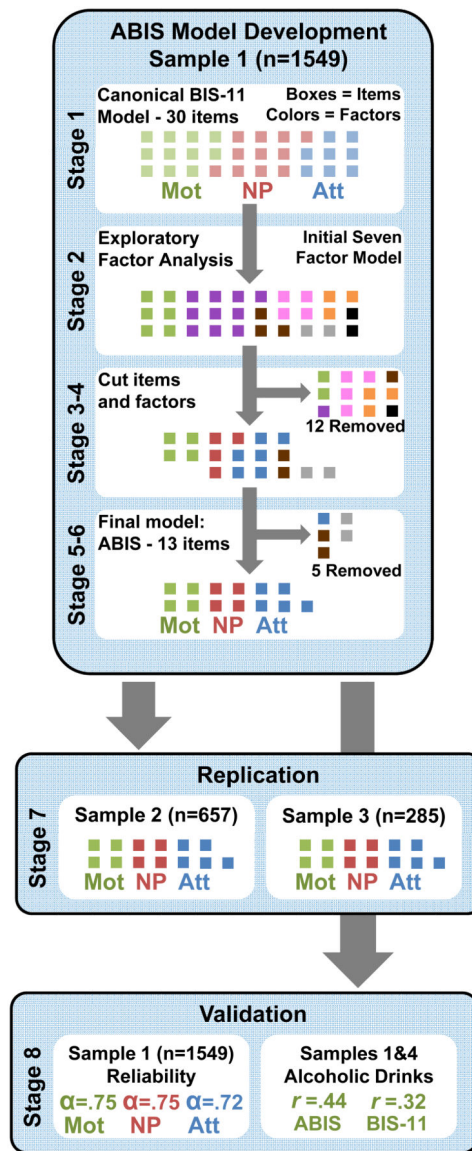 ABIS Model Development
Sample 1 (n=1549)
Stage 1
Canonical BIS-11
Model - 30 items
Boxes = Items
Colors = Factors
Mot NP Att
Stage 2
Exploratory
Factor Analysis
Initial Seven
Factor Model
Stage 3-4
Cut items
and factors
12 Removed
Stage 5-6
Final model:
ABIS - 13 items
5 Removed
Mot NP Att
Replication
Stage 7
Sample 2 (n=657)
Mot NP Att
Sample 3 (n=285)
Mot NP Att
Validation
Stage 8
Sample 1 (n=1549)
Reliability
α=.75 α=.75 α=.72
Mot NP Att
Samples 1&4
Alcoholic Drinks
r=.44 r=.32
ABIS BIS-11